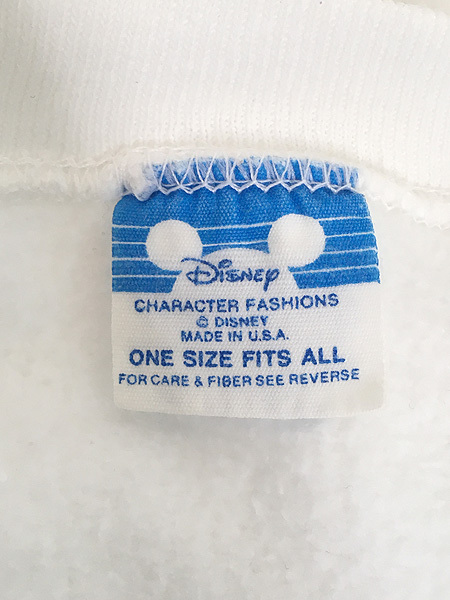 Disney
CHARACTER FASHIONS
© DISNEY
MADE IN U.S.A.
ONE SIZE FITS ALL
FOR CARE & FIBER SEE REVERSE